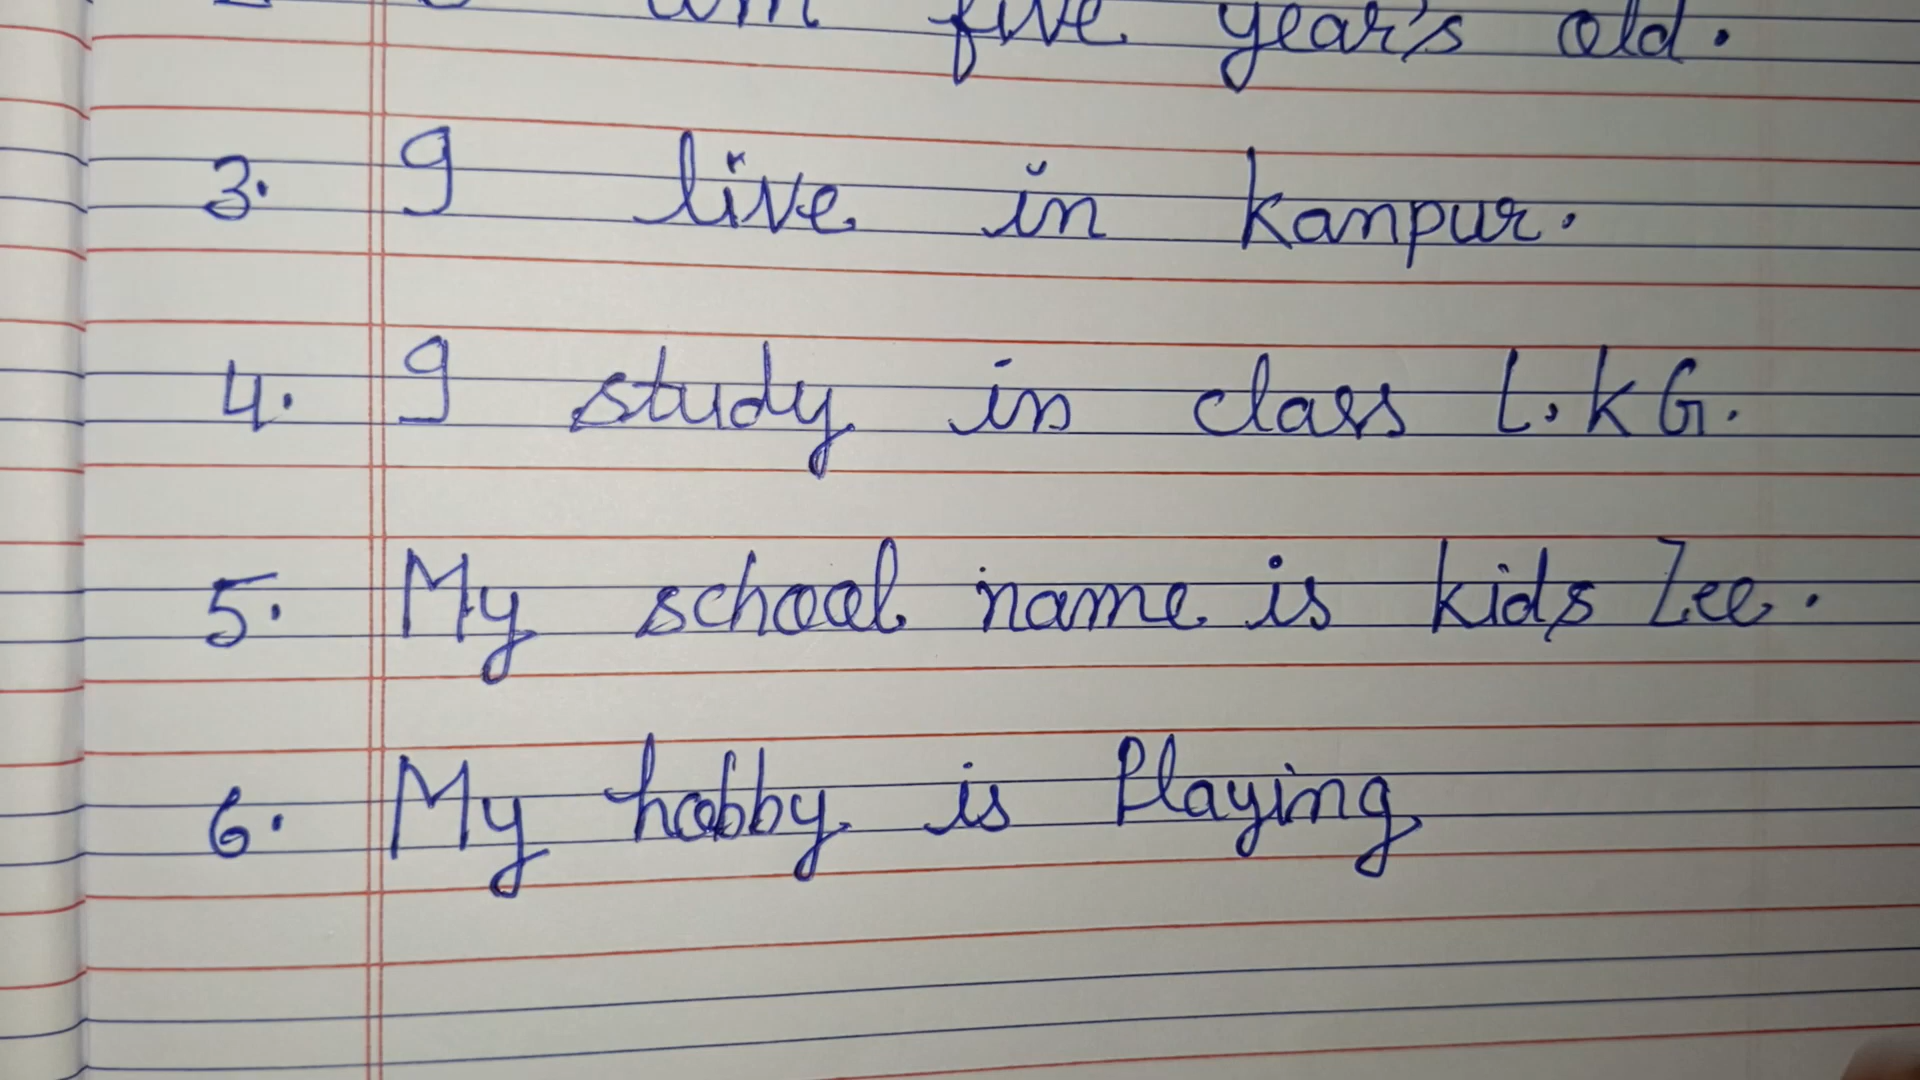 am five year's old.
3. I live in kanpur.
4. I study in class L.k G.
5. My school name is kids Zee.
6. My hobby is Playing